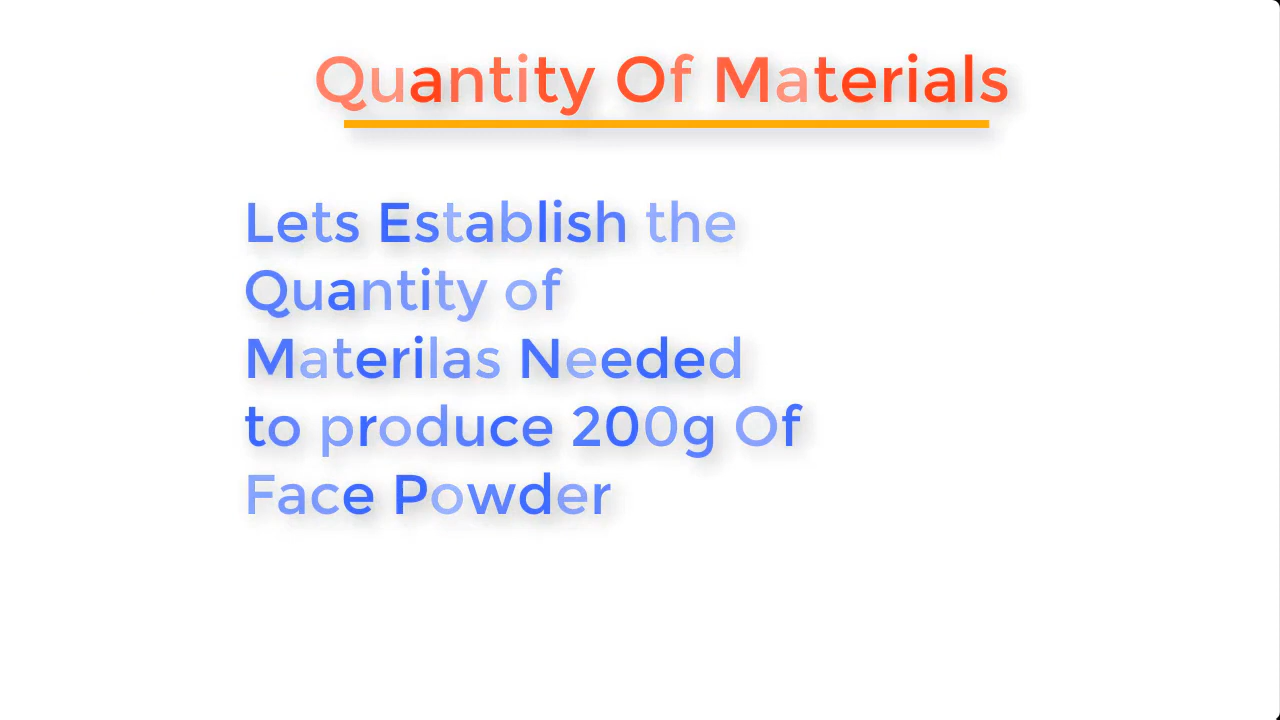 Quantity Of Materials
Lets Establish the
Quantity of
Materilas Needed
to produce 200g Of
Face Powder